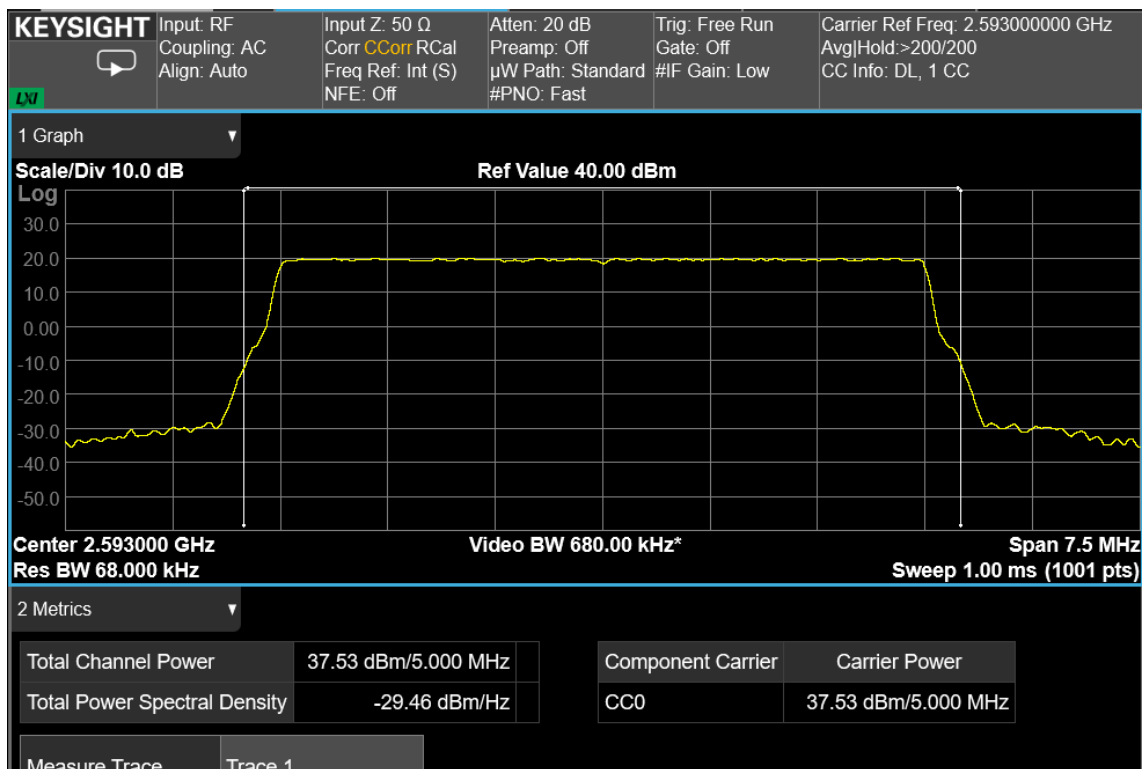 KEYSIGHT
Input: RF
Coupling: AC
Align: Auto
LXI
Input Z: 50 Ω
Corr CCorr RCal
Freq Ref: Int (S)
NFE: Off
Atten: 20 dB
Preamp: Off
µW Path: Standard
#PNO: Fast
Trig: Free Run
Gate: Off
#IF Gain: Low
Carrier Ref Freq: 2.593000000 GHz
Avg|Hold:>200/200
CC Info: DL, 1 CC
1 Graph
Scale/Div 10.0 dB
Ref Value 40.00 dBm
Log
30.0
20.0
10.0
0.00
-10.0
-20.0
-30.0
-40.0
-50.0
Center 2.593000 GHz
Video BW 680.00 kHz*
Span 7.5 MHz
Res BW 68.000 kHz
Sweep 1.00 ms (1001 pts)
2 Metrics
Total Channel Power 37.53 dBm/5.000 MHz
Total Power Spectral Density -29.46 dBm/Hz
Component Carrier Carrier Power
CC0 37.53 dBm/5.000 MHz
Measure Trace Trace 1